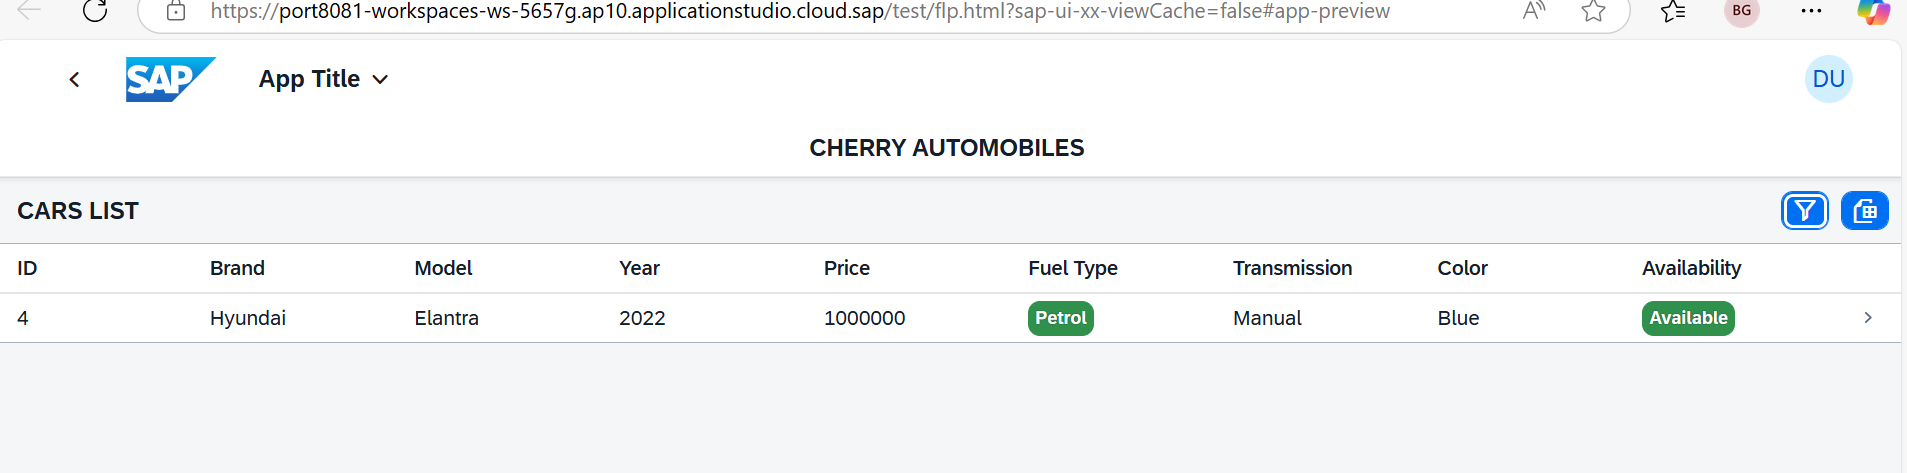 https://port8081-workspaces-ws-5657g.ap10.applicationstudio.cloud.sap/test/flp.html?sap-ui-xx-viewCache=false#app-preview
A
BG
SAP
App Title
DU
CHERRY AUTOMOBILES
CARS LIST
ID Brand Model Year Price Fuel Type Transmission Color Availability
4 Hyundai Elantra 2022 1000000 Petrol Manual Blue Available